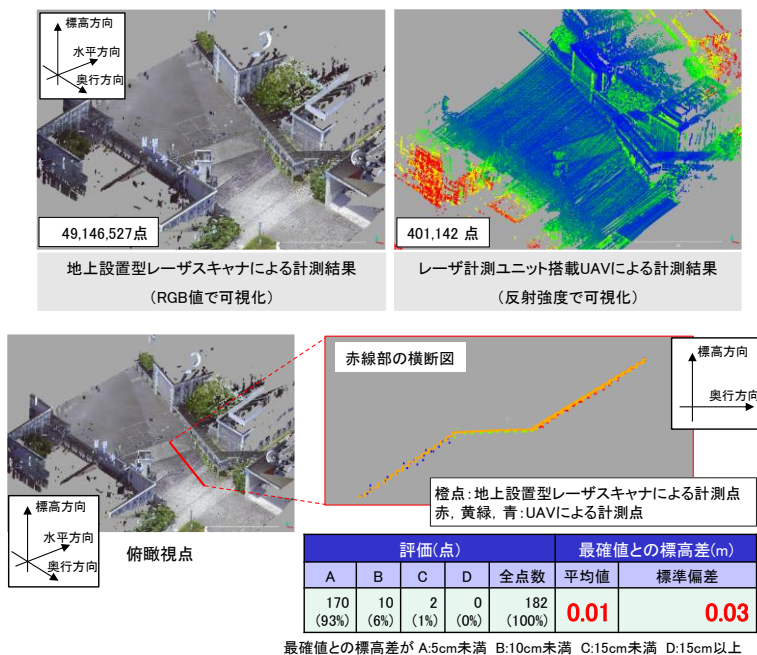 標高方向
水平方向
奥行方向
49,146,527点
401,142 点
地上設置型レーザスキャナによる計測結果
(RGB値で可視化)
レーザ計測ユニット搭載UAVによる計測結果
(反射強度で可視化)
赤線部の横断図
標高方向
奥行方向
橙点:地上設置型レーザスキャナによる計測点
赤, 黄緑, 青:UAVによる計測点
標高方向
水平方向
奥行方向
俯瞰視点
評価(点) 最確値との標高差(m)
A B C D 全点数 平均値 標準偏差
170 10 2 0 182 0.01 0.03
(93%) (6%) (1%) (0%) (100%)
最確値との標高差が A:5cm未満 B:10cm未満 C:15cm未満 D:15cm以上